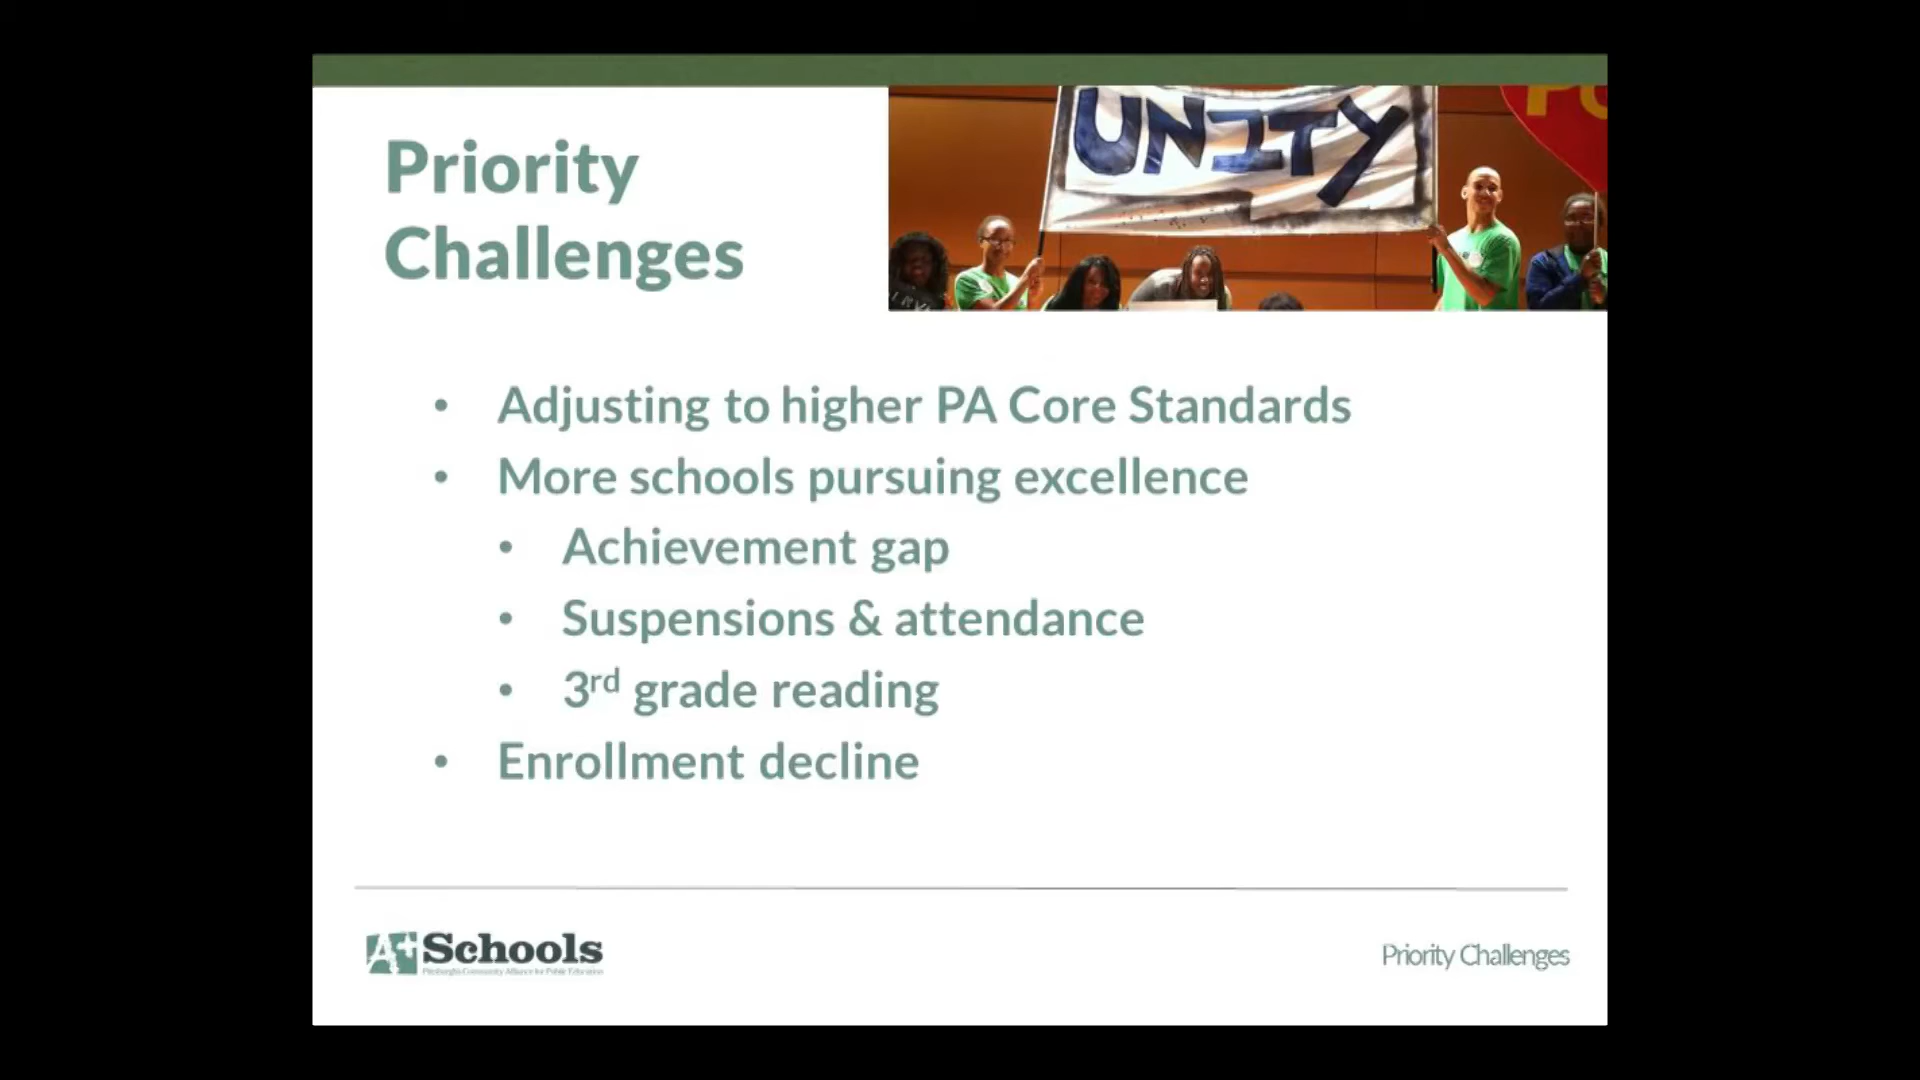 UNITY
PO
Priority
Challenges
• Adjusting to higher PA Core Standards
• More schools pursuing excellence
• Achievement gap
• Suspensions & attendance
• 3rd grade reading
• Enrollment decline
A+ Schools
Pittsburgh's Community Alliance for Public Education
Priority Challenges